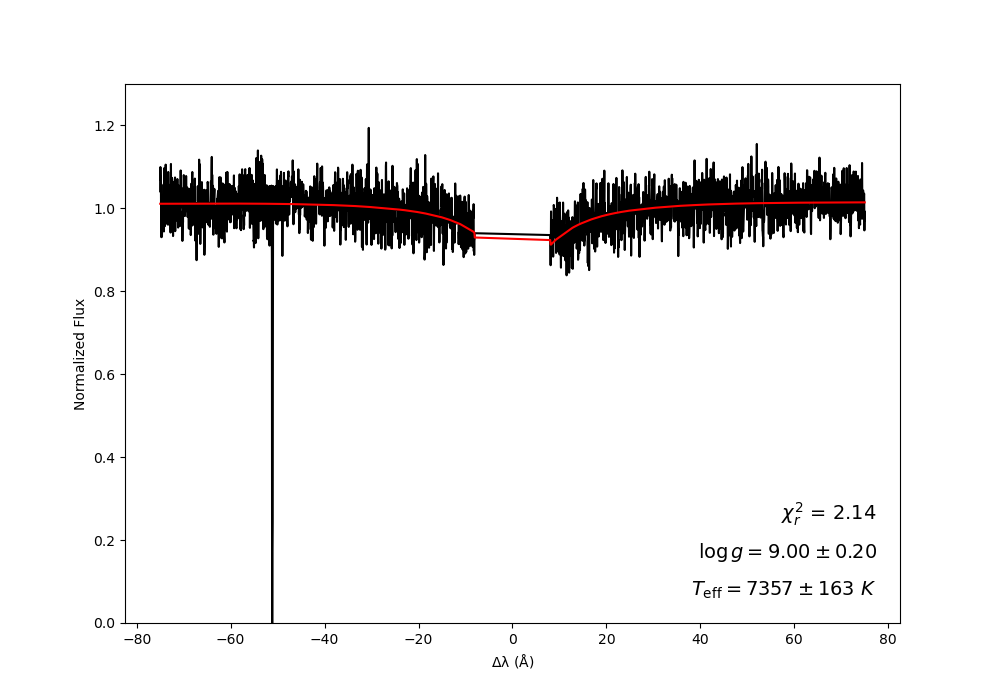 1.2
1.0
0.8
0.6
0.4
0.2
0.0
Normalized Flux
χ²ᵣ = 2.14
log g = 9.00 ± 0.20
T_eff = 7357 ± 163 K
−80 −60 −40 −20 0 20 40 60 80
Δλ (Å)